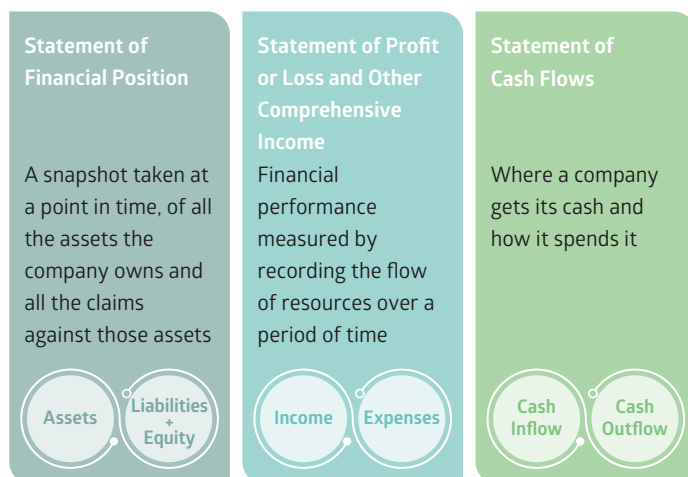 Statement of
Financial Position
A snapshot taken at
a point in time, of all
the assets the
company owns and
all the claims
against those assets
Assets
Liabilities
+
Equity
Statement of Profit
or Loss and Other
Comprehensive
Income
Financial
performance
measured by
recording the flow
of resources over a
period of time
Income
Expenses
Statement of
Cash Flows
Where a company
gets its cash and
how it spends it
Cash
Inflow
Cash
Outflow